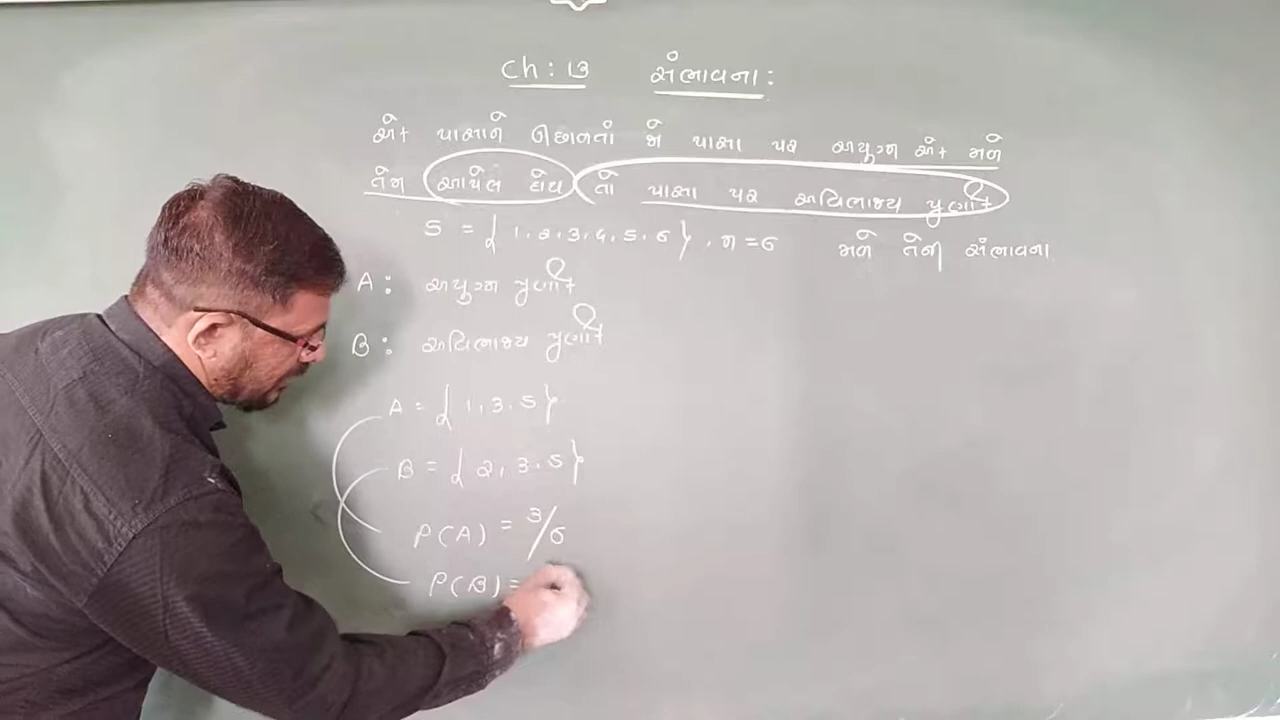 Ch : 13 સંભાવના :
એક પાસાને ઉછાળતાં જો પાસા પર અયુગ્મ અંક મળે
તેમ આપેલ હોય તો પાસા પર અવિભાજ્ય પૂર્ણાંક
S = { 1, 2, 3, 4, 5, 6 } , n = 6 મળે તેની સંભાવના
A : અયુગ્મ પૂર્ણાંક
B : અવિભાજ્ય પૂર્ણાંક
A = { 1, 3, 5 }
B = { 2, 3, 5 }
P(A) = 3/6
P(B) =